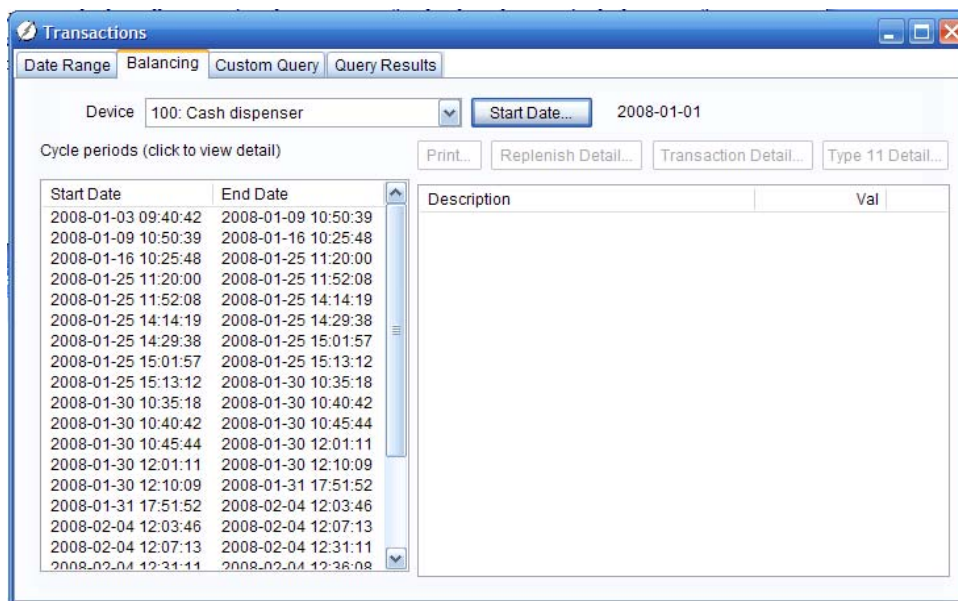 Transactions
Date Range Balancing Custom Query Query Results
Device 100: Cash dispenser Start Date... 2008-01-01
Cycle periods (click to view detail) Print... Replenish Detail... Transaction Detail... Type 11 Detail...
Start Date End Date Description Val
2008-01-03 09:40:42 2008-01-09 10:50:39
2008-01-09 10:50:39 2008-01-16 10:25:48
2008-01-16 10:25:48 2008-01-25 11:20:00
2008-01-25 11:20:00 2008-01-25 11:52:08
2008-01-25 11:52:08 2008-01-25 14:14:19
2008-01-25 14:14:19 2008-01-25 14:29:38
2008-01-25 14:29:38 2008-01-25 15:01:57
2008-01-25 15:01:57 2008-01-25 15:13:12
2008-01-25 15:13:12 2008-01-30 10:35:18
2008-01-30 10:35:18 2008-01-30 10:40:42
2008-01-30 10:40:42 2008-01-30 10:45:44
2008-01-30 10:45:44 2008-01-30 12:01:11
2008-01-30 12:01:11 2008-01-30 12:10:09
2008-01-30 12:10:09 2008-01-31 17:51:52
2008-01-31 17:51:52 2008-02-04 12:03:46
2008-02-04 12:03:46 2008-02-04 12:07:13
2008-02-04 12:07:13 2008-02-04 12:31:11
2008-02-04 12:31:11 2008-02-04 12:36:08